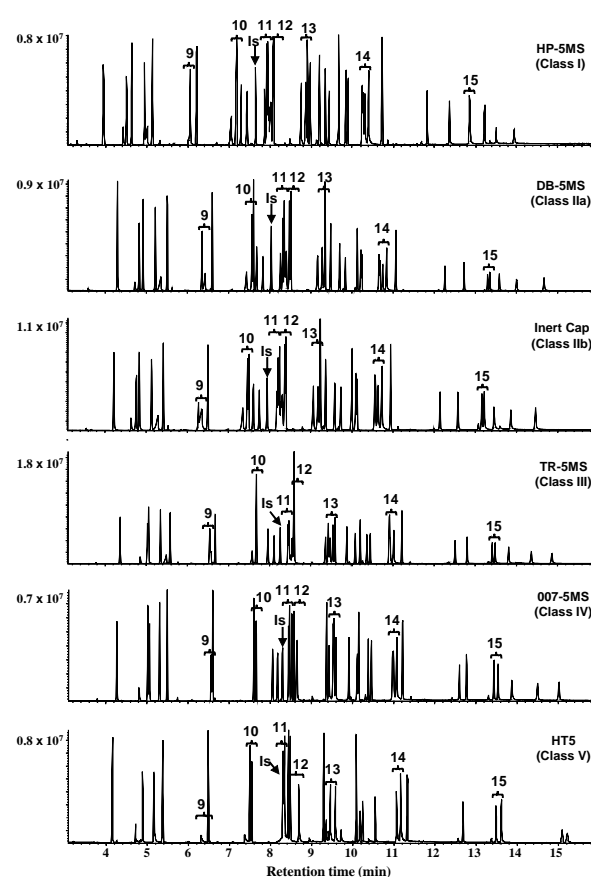 0.8 x 10⁷
9
10
Is
11
12
13
14
15
HP-5MS
(Class I)
0.9 x 10⁷
9
10
Is
11
12
13
14
15
DB-5MS
(Class IIa)
1.1 x 10⁷
9
10
Is
11
12
13
14
15
Inert Cap
(Class IIb)
1.8 x 10⁷
9
10
Is
11
12
13
14
15
TR-5MS
(Class III)
0.7 x 10⁷
9
10
Is
11
12
13
14
15
007-5MS
(Class IV)
0.8 x 10⁷
9
10
Is
11
12
13
14
15
HT5
(Class V)
4 5 6 7 8 9 10 11 12 13 14 15
Retention time (min)